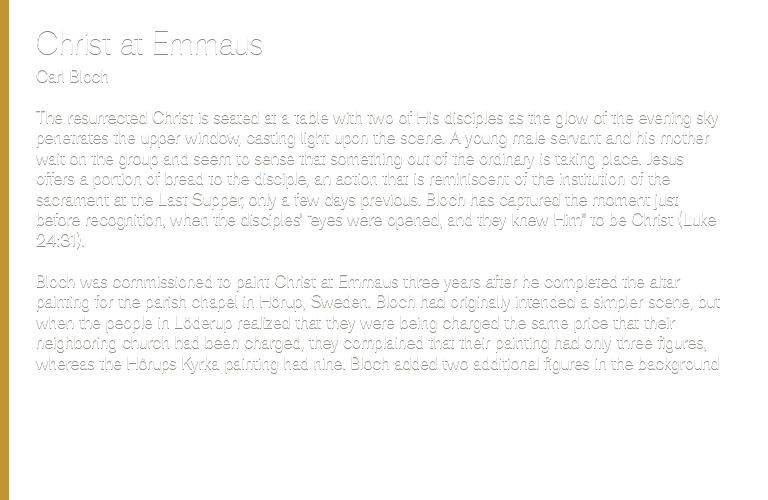 Christ at Emmaus
Carl Bloch
The resurrected Christ is seated at a table with two of His disciples as the glow of the evening sky
penetrates the upper window, casting light upon the scene. A young male servant and his mother
wait on the group and seem to sense that something out of the ordinary is taking place. Jesus
offers a portion of bread to the disciple, an action that is reminiscent of the institution of the
sacrament at the Last Supper, only a few days previous. Bloch has captured the moment just
before recognition, when the disciples' "eyes were opened, and they knew Him" to be Christ (Luke
24:31).
Bloch was commissioned to paint Christ at Emmaus three years after he completed the altar
painting for the parish chapel in Hörup, Sweden. Bloch had originally intended a simpler scene, but
when the people in Löderup realized that they were being charged the same price that their
neighboring church had been charged, they complained that their painting had only three figures,
whereas the Hörups Kyrka painting had nine. Bloch added two additional figures in the background